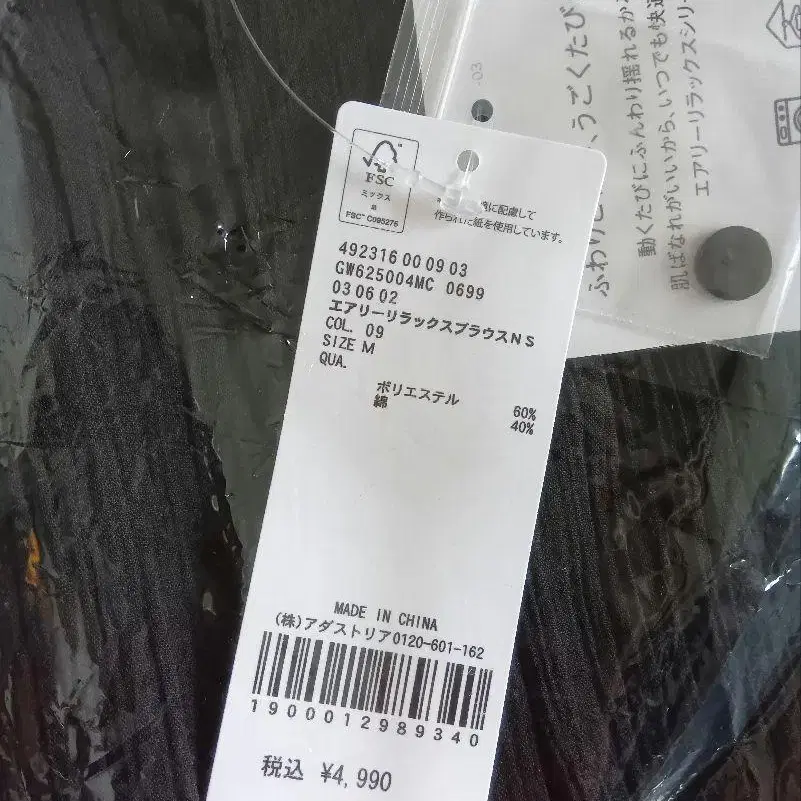 FSC
ミックス
紙
FSC® C095275
に配慮して
作られた紙を使用しています。
492316 00 09 03
GW625004MC 0699
03 06 02
エアリーリラックスブラウスNS
COL. 09
SIZE M
QUA.
ポリエステル 60%
綿 40%
MADE IN CHINA
(株)アダストリア0120-601-162
1900012989340
税込 ¥4,990
-03
うごくたび
動くたびにふんわり揺れるか
肌ばなれがいいから、いつでも快適
エアリーリラックスシリ